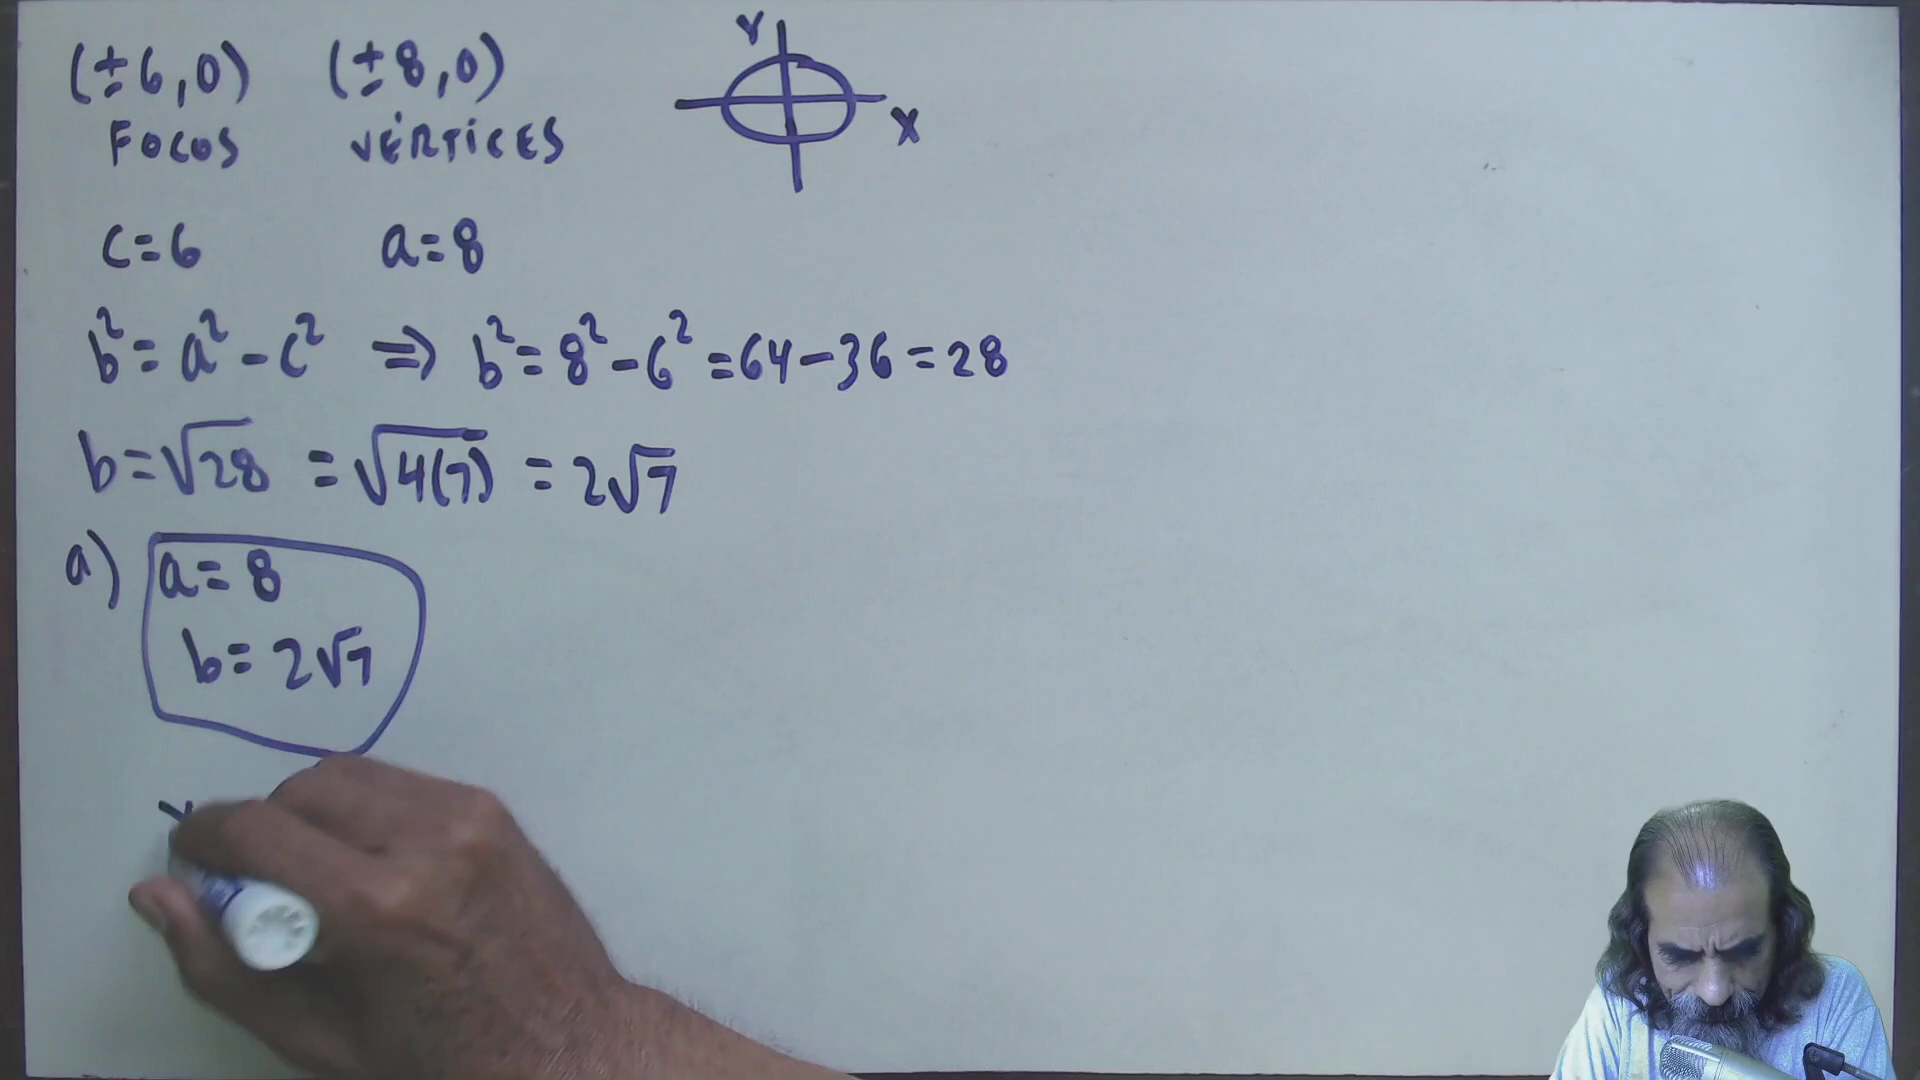 (±6,0) (±8,0)
FOCOS VÉRTICES
Y
X
c=6 a=8
b²=a²-c² ⇒ b²=8²-6²=64-36=28
b=√28 =√4(7) =2√7
a) a=8
b=2√7